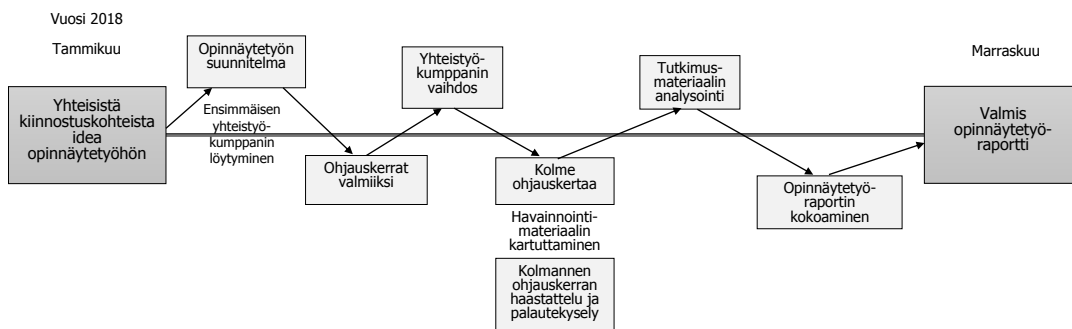 Vuosi 2018
Tammikuu
Yhteisistä
kiinnostuskohteista
idea
opinnäytetyöhön
Opinnäytetyön
suunnitelma
Ensimmäisen
yhteistyö-
kumppanin
löytyminen
Ohjauskerrat
valmiiksi
Yhteistyö-
kumppanin
vaihdos
Kolme
ohjauskertaa
Havainnointi-
materiaalin
kartuttaminen
Kolmannen
ohjauskerran
haastattelu ja
palautekysely
Tutkimus-
materiaalin
analysointi
Opinnäytetyö-
raportin
kokoaminen
Marraskuu
Valmis
opinnäytetyö-
raportti